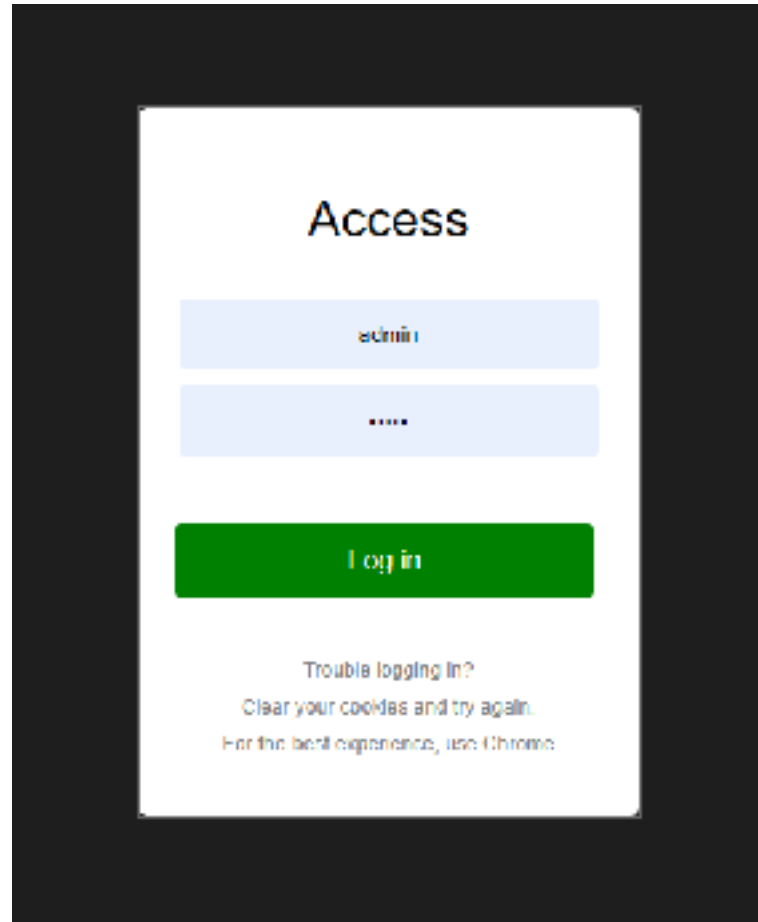 Access
admin
•••••
Log in
Trouble logging in?
Clear your cookies and try again.
For the best experience, use Chrome